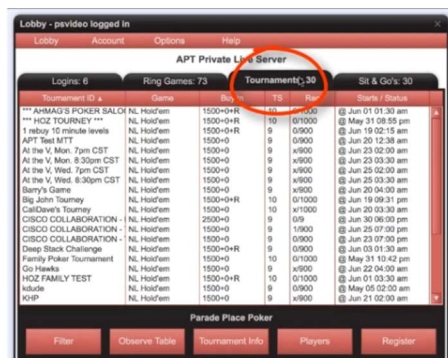 Lobby - psvideo logged in
Lobby Account Options Help
APT Private Live Server
Logins: 6 Ring Games: 73 Tournaments: 30 Sit & Go's: 30
Tournament ID Game Buy-in TS Reg Starts / Status
*** AHMAG'S POKER SALO NL Hold'em 1500+0+R 10 0/1000 @ Jun 01 01:30 am
*** HOZ TOURNEY *** NL Hold'em 1500+0+R 10 0/1000 @ May 31 08:55 pm
1 rebuy 10 minute levels NL Hold'em 1500+0+R 9 0/900 @ Jun 19 02:15 am
APT Test MTT NL Hold'em 1500+0 9 0/900 @ Jun 20 12:38 am
At the V, Mon. 7pm CST NL Hold'em 1500+0 9 x/900 @ Jun 23 02:00 am
At the V, Mon. 8:30pm CST NL Hold'em 1500+0 9 x/900 @ Jun 23 03:30 am
At the V, Wed. 7pm CST NL Hold'em 1500+0 9 x/900 @ Jun 25 02:00 am
At the V, Wed. 8:30pm CST NL Hold'em 1500+0 9 x/900 @ Jun 25 03:30 am
Barry's Game NL Hold'em 1500+0 9 x/900 @ Jun 20 04:00 am
Big John Tourney NL Hold'em 1500+0+R 10 0/1000 @ Jun 19 09:31 pm
CaliDave's Tourney NL Hold'em 1500+0 10 x/1000 @ Jun 20 03:30 am
CISCO COLLABORATION - NL Hold'em 2500+0 9 0/9 @ Jun 30 06:00 pm
CISCO COLLABORATION - NL Hold'em 1500+0 9 1/900 @ Jun 25 07:00 pm
CISCO COLLABORATION - NL Hold'em 1500+0 9 0/900 @ Jun 23 07:00 pm
Deep Stack Challenge NL Hold'em 1500+0+R 9 0/900 @ Jun 03 01:30 am
Family Poker Tournament NL Hold'em 1500+0 10 0/1000 @ May 31 10:42 pm
Go Hawks NL Hold'em 1500+0 9 x/900 @ Jun 22 04:00 am
HOZ FAMILY TEST NL Hold'em 1500+0+R 10 0/1000 @ Jun 01 03:30 am
kdude NL Hold'em 1500+0 9 0/900 @ May 05 02:00 am
KHP NL Hold'em 1500+0 9 x/900 @ Jun 21 02:00 am
Parade Place Poker
Filter Observe Table Tournament Info Players Register